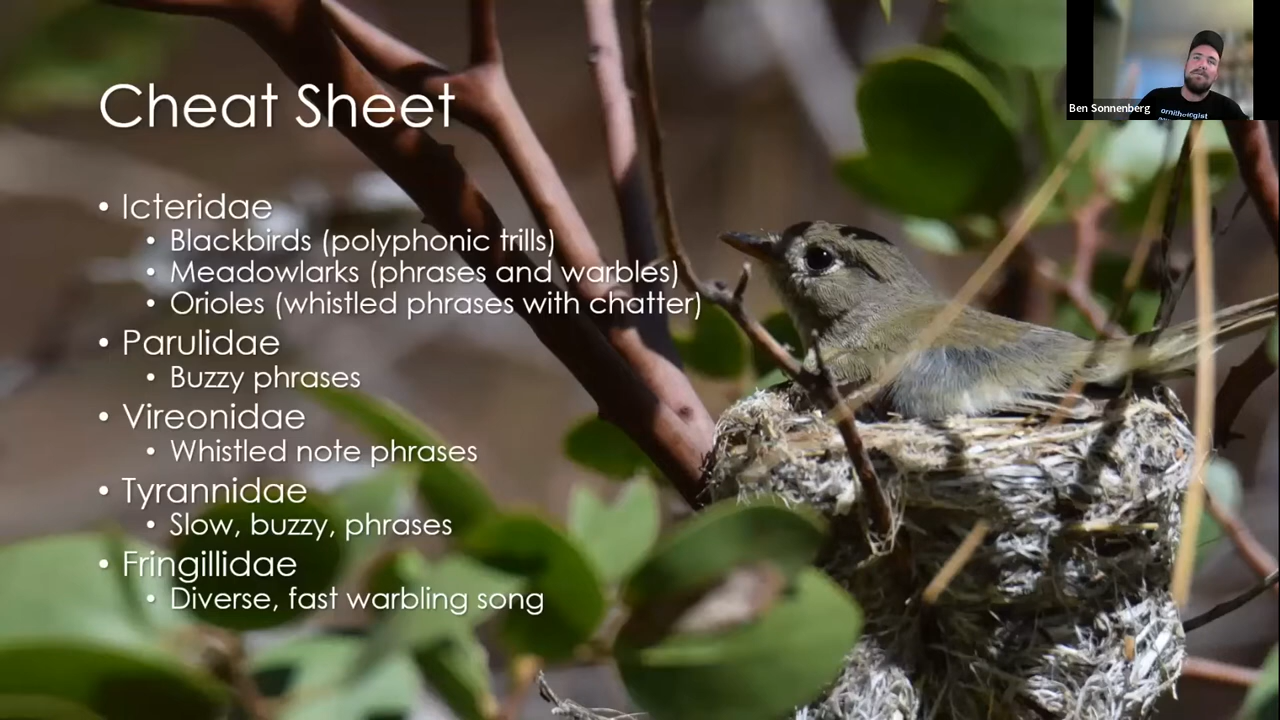 Cheat Sheet
• Icteridae
• Blackbirds (polyphonic trills)
• Meadowlarks (phrases and warbles)
• Orioles (whistled phrases with chatter)
• Parulidae
• Buzzy phrases
• Vireonidae
• Whistled note phrases
• Tyrannidae
• Slow, buzzy, phrases
• Fringillidae
• Diverse, fast warbling song
Ben Sonnenberg
ornithologist